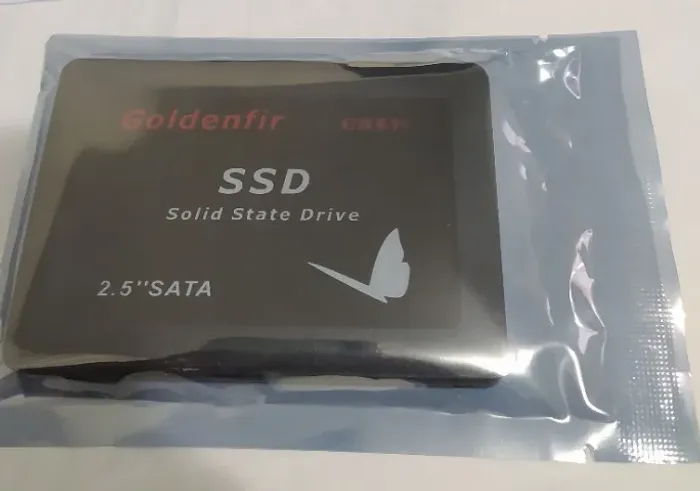 Goldenfir
SSD
Solid State Drive
2.5"SATA